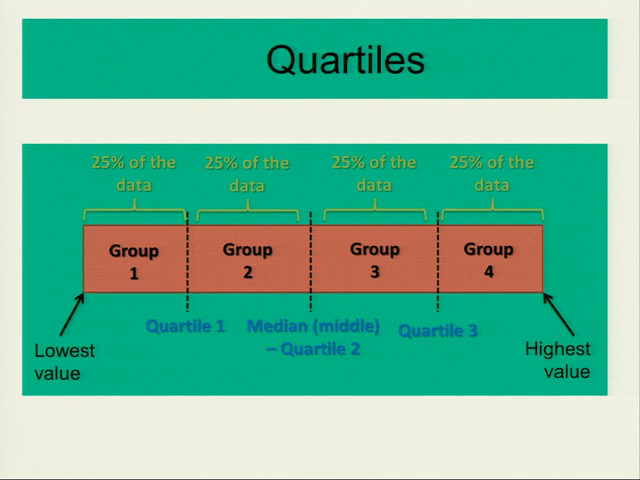 Quartiles
25% of the
data
25% of the
data
25% of the
data
25% of the
data
Group
1
Group
2
Group
3
Group
4
Quartile 1
Median (middle)
– Quartile 2
Quartile 3
Lowest
value
Highest
value